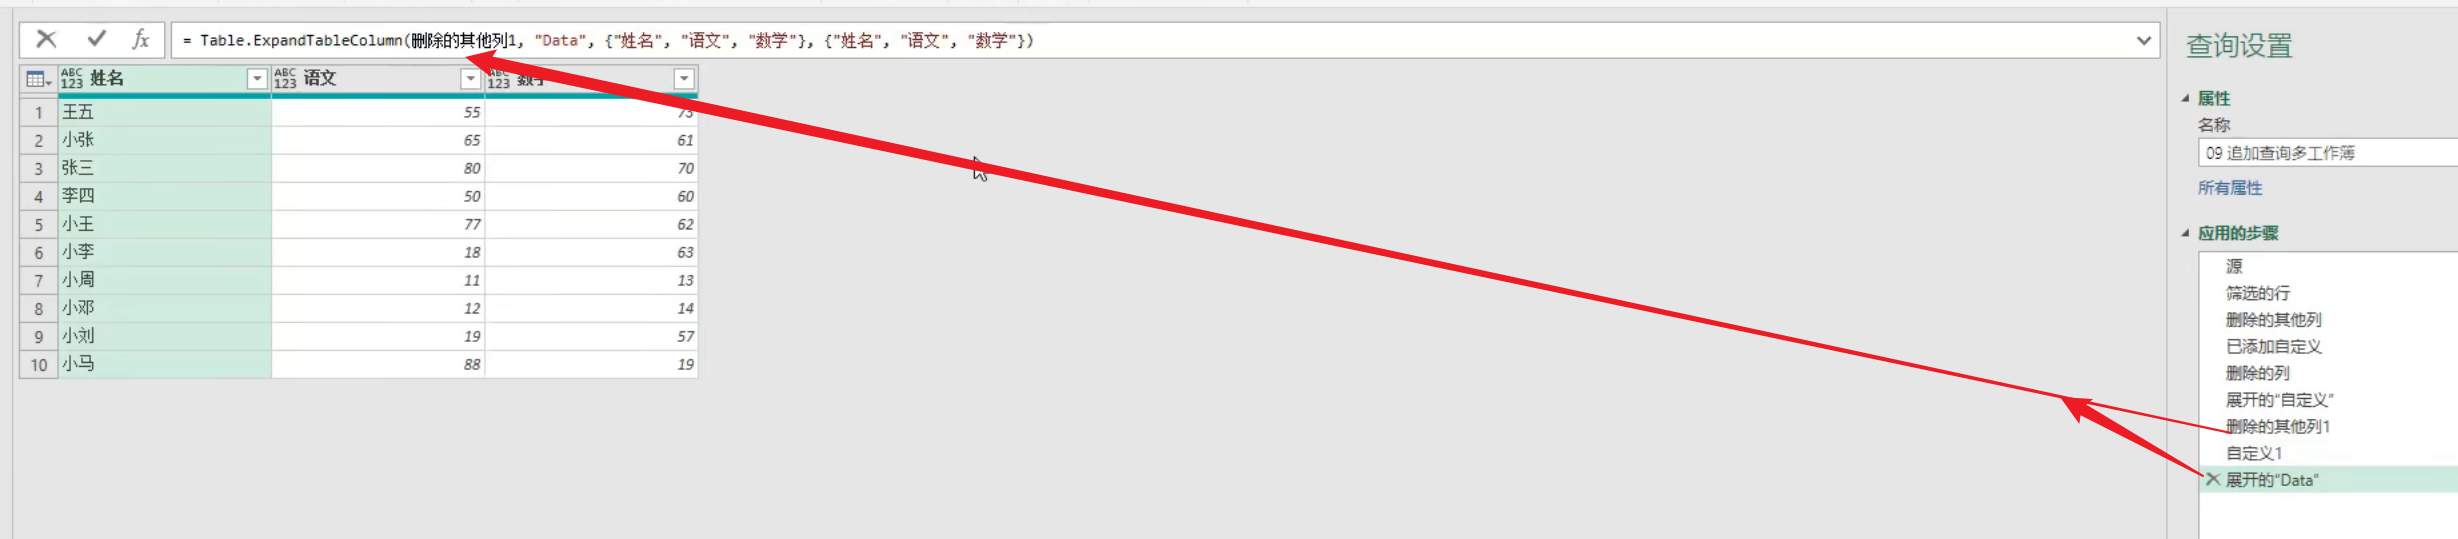 fx = Table.ExpandTableColumn(删除的其他列1, "Data", {"姓名", "语文", "数学"}, {"姓名", "语文", "数学"})
ABC 123 姓名 ABC 123 语文 ABC 123
1 王五 55 73
2 小张 65 61
3 张三 80 70
4 李四 50 60
5 小王 77 62
6 小李 18 63
7 小周 11 13
8 小邓 12 14
9 小刘 19 57
10 小马 88 19
查询设置
属性
名称
09 追加查询多工作簿
所有属性
应用的步骤
源
筛选的行
删除的其他列
已添加自定义
删除的列
展开的"自定义"
删除的其他列1
自定义1
展开的"Data"